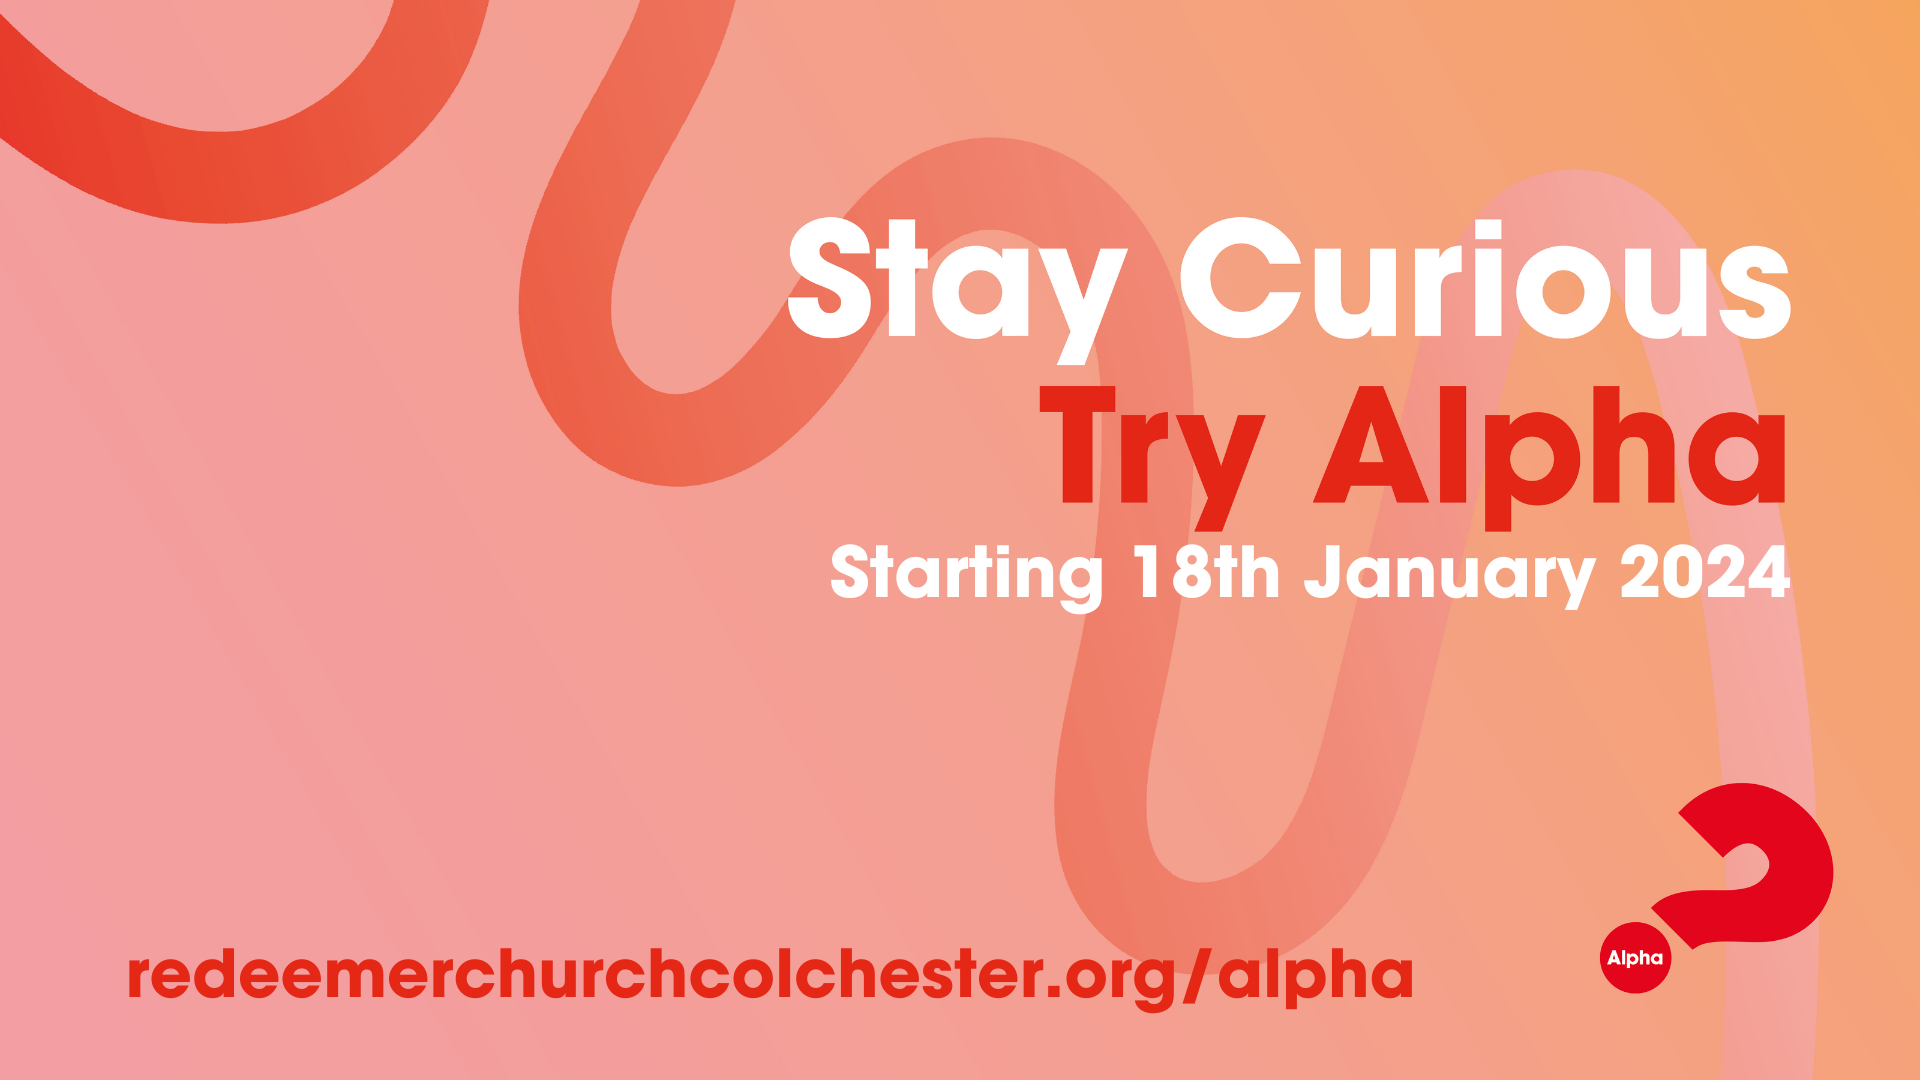 Stay Curious
Try Alpha
Starting 18th January 2024
redeemerchurchcolchester.org/alpha
Alpha